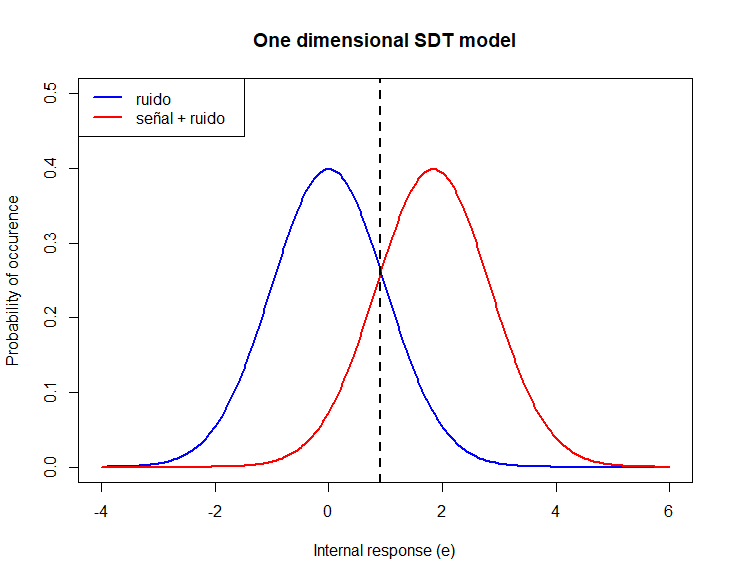 One dimensional SDT model
ruido
señal + ruido
0.5
0.4
0.3
0.2
0.1
0.0
Probability of occurence
-4
-2
0
2
4
6
Internal response (e)